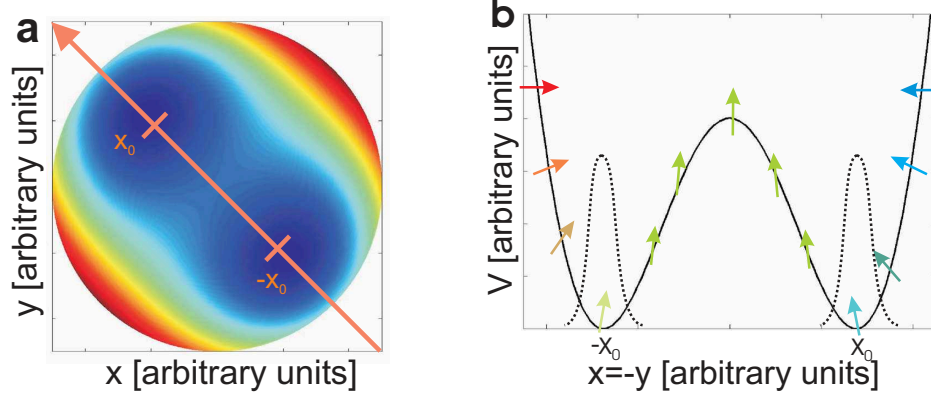 a
y [arbitrary units]
x₀
-x₀
x [arbitrary units]
b
V [arbitrary units]
-x₀
x₀
x=-y [arbitrary units]